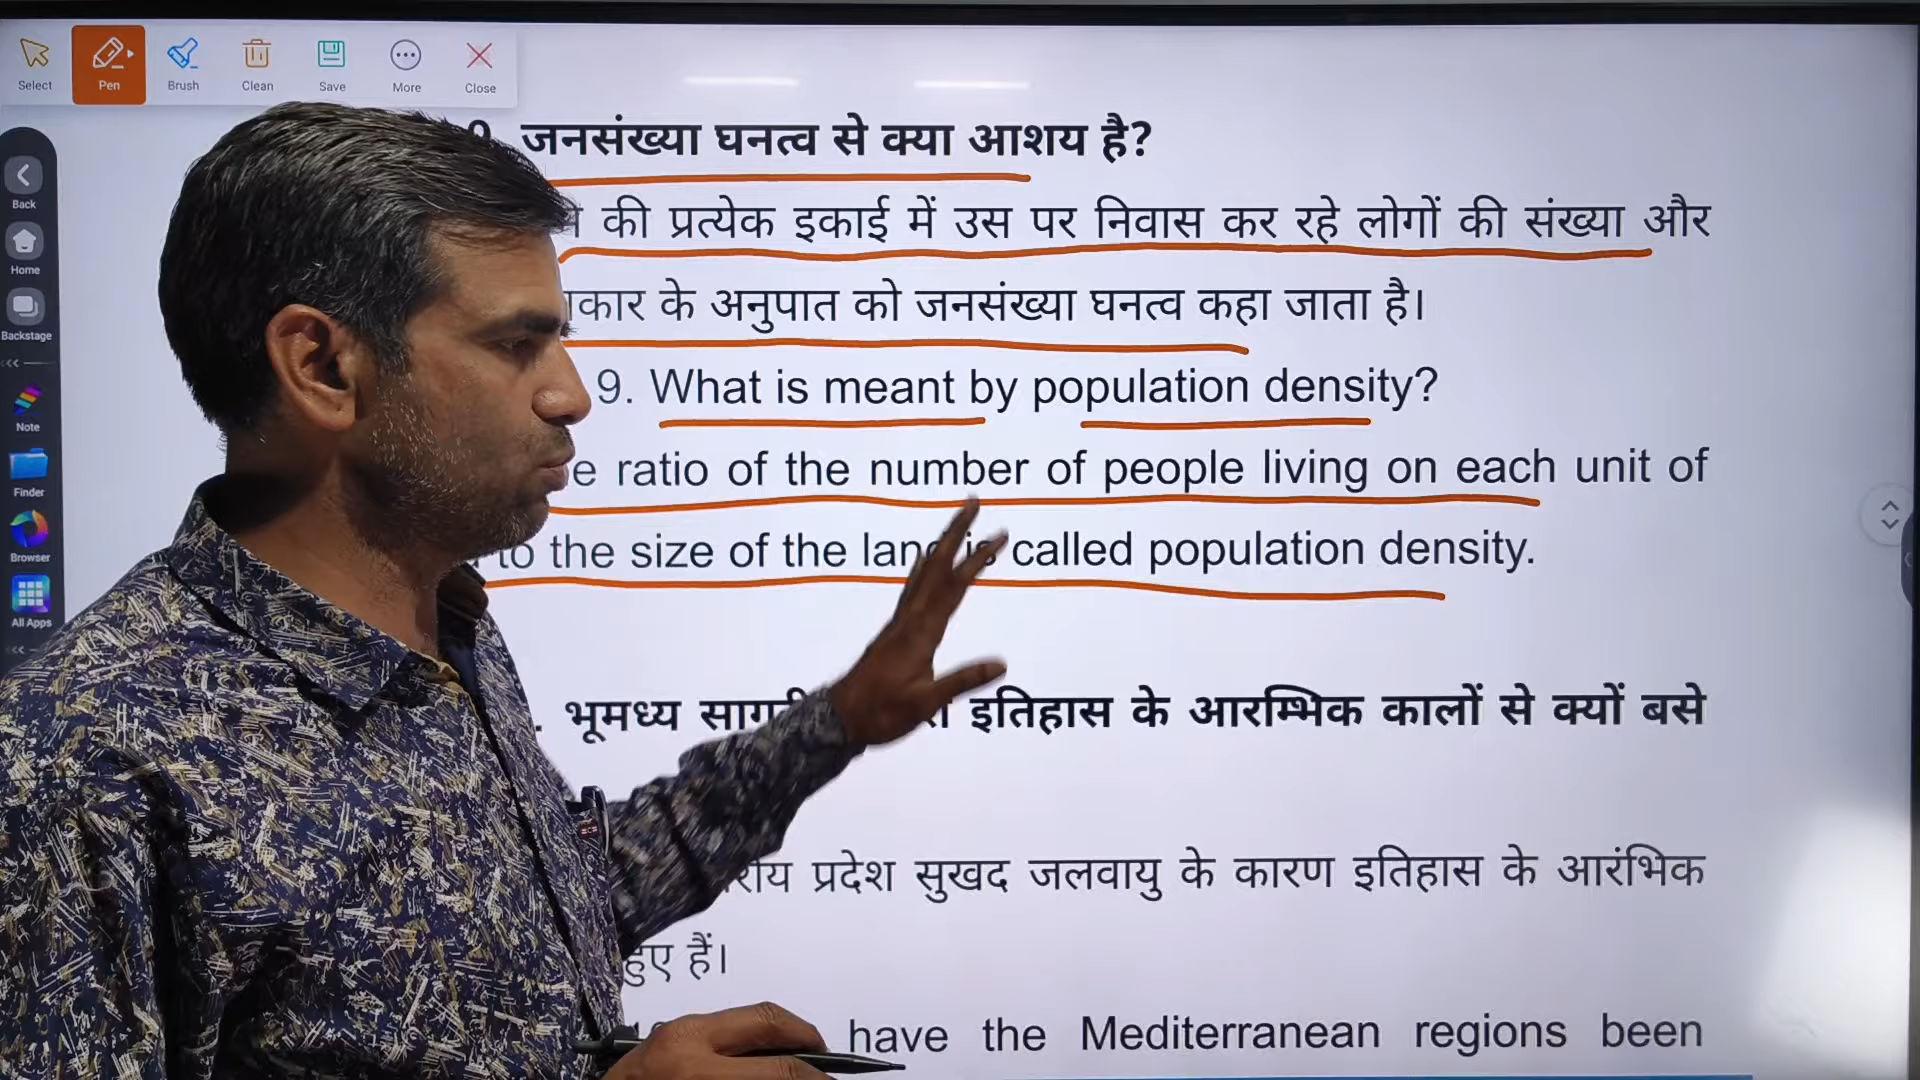 Select Pen Brush Clean Save More Close
जनसंख्या घनत्व से क्या आशय है?
Back
की प्रत्येक इकाई में उस पर निवास कर रहे लोगों की संख्या और
Home
के अनुपात को जनसंख्या घनत्व कहा जाता है।
Backstage
9. What is meant by population density?
Note
ratio of the number of people living on each unit of
Finder
to the size of the land is called population density.
Browser
All Apps
भूमध्य इतिहास के आरम्भिक कालों से क्यों बसे
प्रदेश सुखद जलवायु के कारण इतिहास के आरंभिक
हुए हैं।
have the Mediterranean regions been